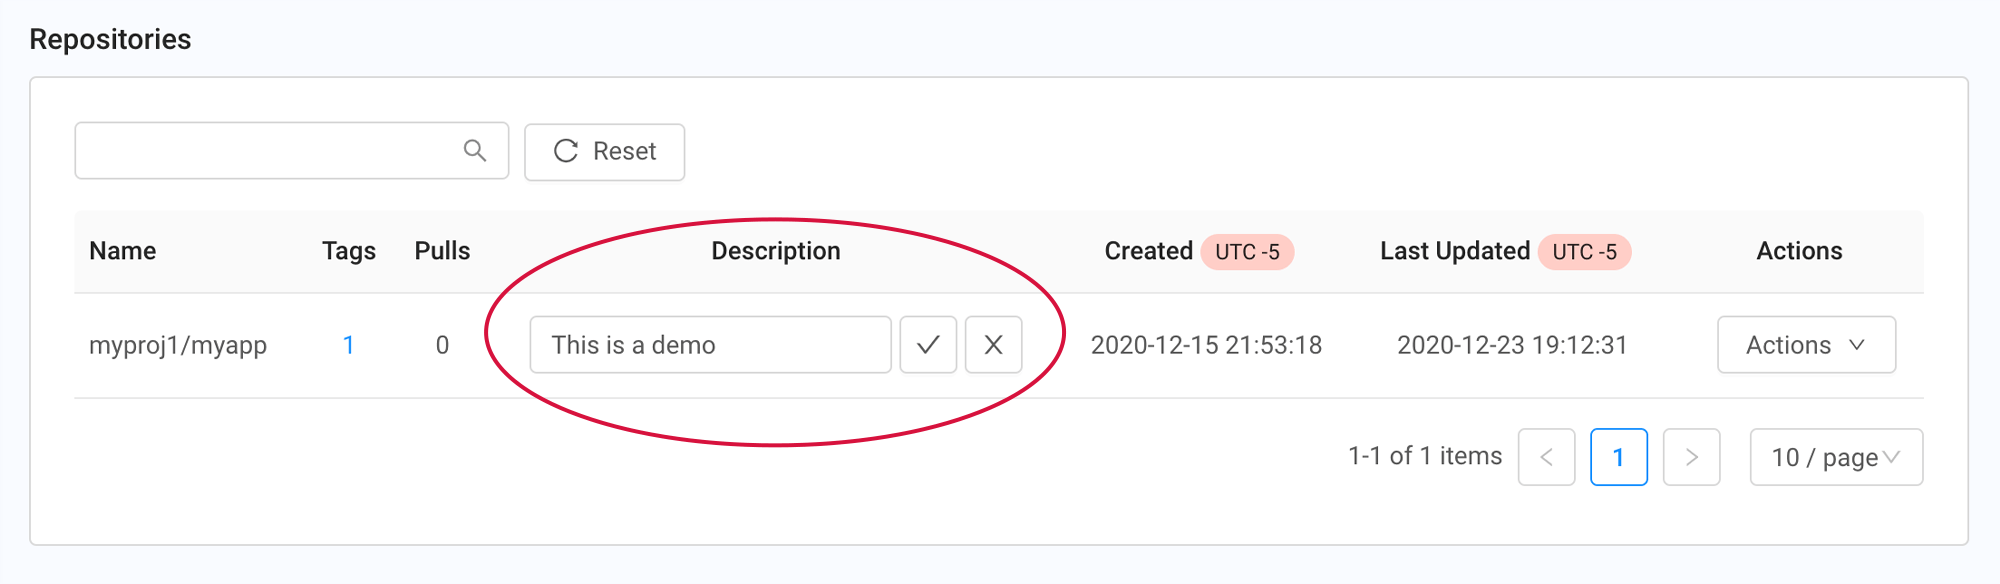 Repositories
Reset
Name Tags Pulls Description Created UTC -5 Last Updated UTC -5 Actions
myproj1/myapp 1 0 This is a demo 2020-12-15 21:53:18 2020-12-23 19:12:31 Actions
1-1 of 1 items 1 10 / page